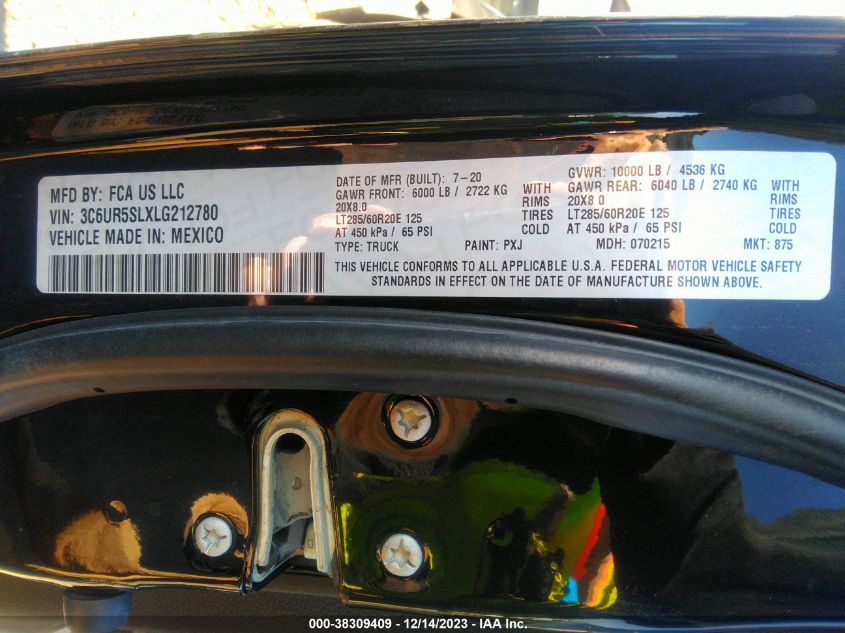 MFD BY: FCA US LLC
VIN: 3C6UR5SLXLG212780
VEHICLE MADE IN: MEXICO
DATE OF MFR (BUILT): 7-20
GAWR FRONT: 6000 LB / 2722 KG WITH
20X8.0 RIMS
LT285/60R20E 125 TIRES
AT 450 kPa / 65 PSI COLD
GVWR: 10000 LB / 4536 KG
GAWR REAR: 6040 LB / 2740 KG WITH
20X8.0 RIMS
LT285/60R20E 125 TIRES
AT 450 kPa / 65 PSI COLD
TYPE: TRUCK PAINT: PXJ MDH: 070215 MKT: 875
THIS VEHICLE CONFORMS TO ALL APPLICABLE U.S.A. FEDERAL MOTOR VEHICLE SAFETY
STANDARDS IN EFFECT ON THE DATE OF MANUFACTURE SHOWN ABOVE.
000-38309409 - 12/14/2023 - IAA Inc.